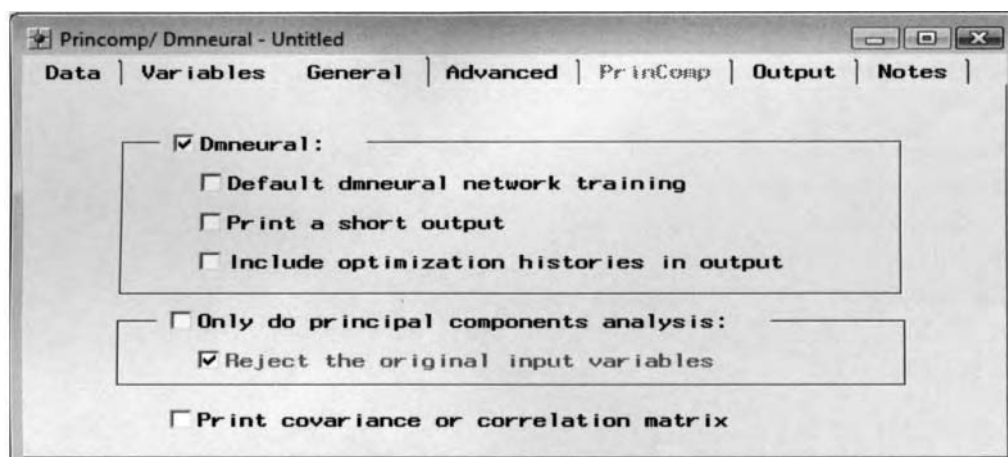 Princomp/ Dmneural - Untitled
Data Variables General Advanced PrinComp Output Notes
Dmneural:
Default dmneural network training
Print a short output
Include optimization histories in output
Only do principal components analysis:
Reject the original input variables
Print covariance or correlation matrix